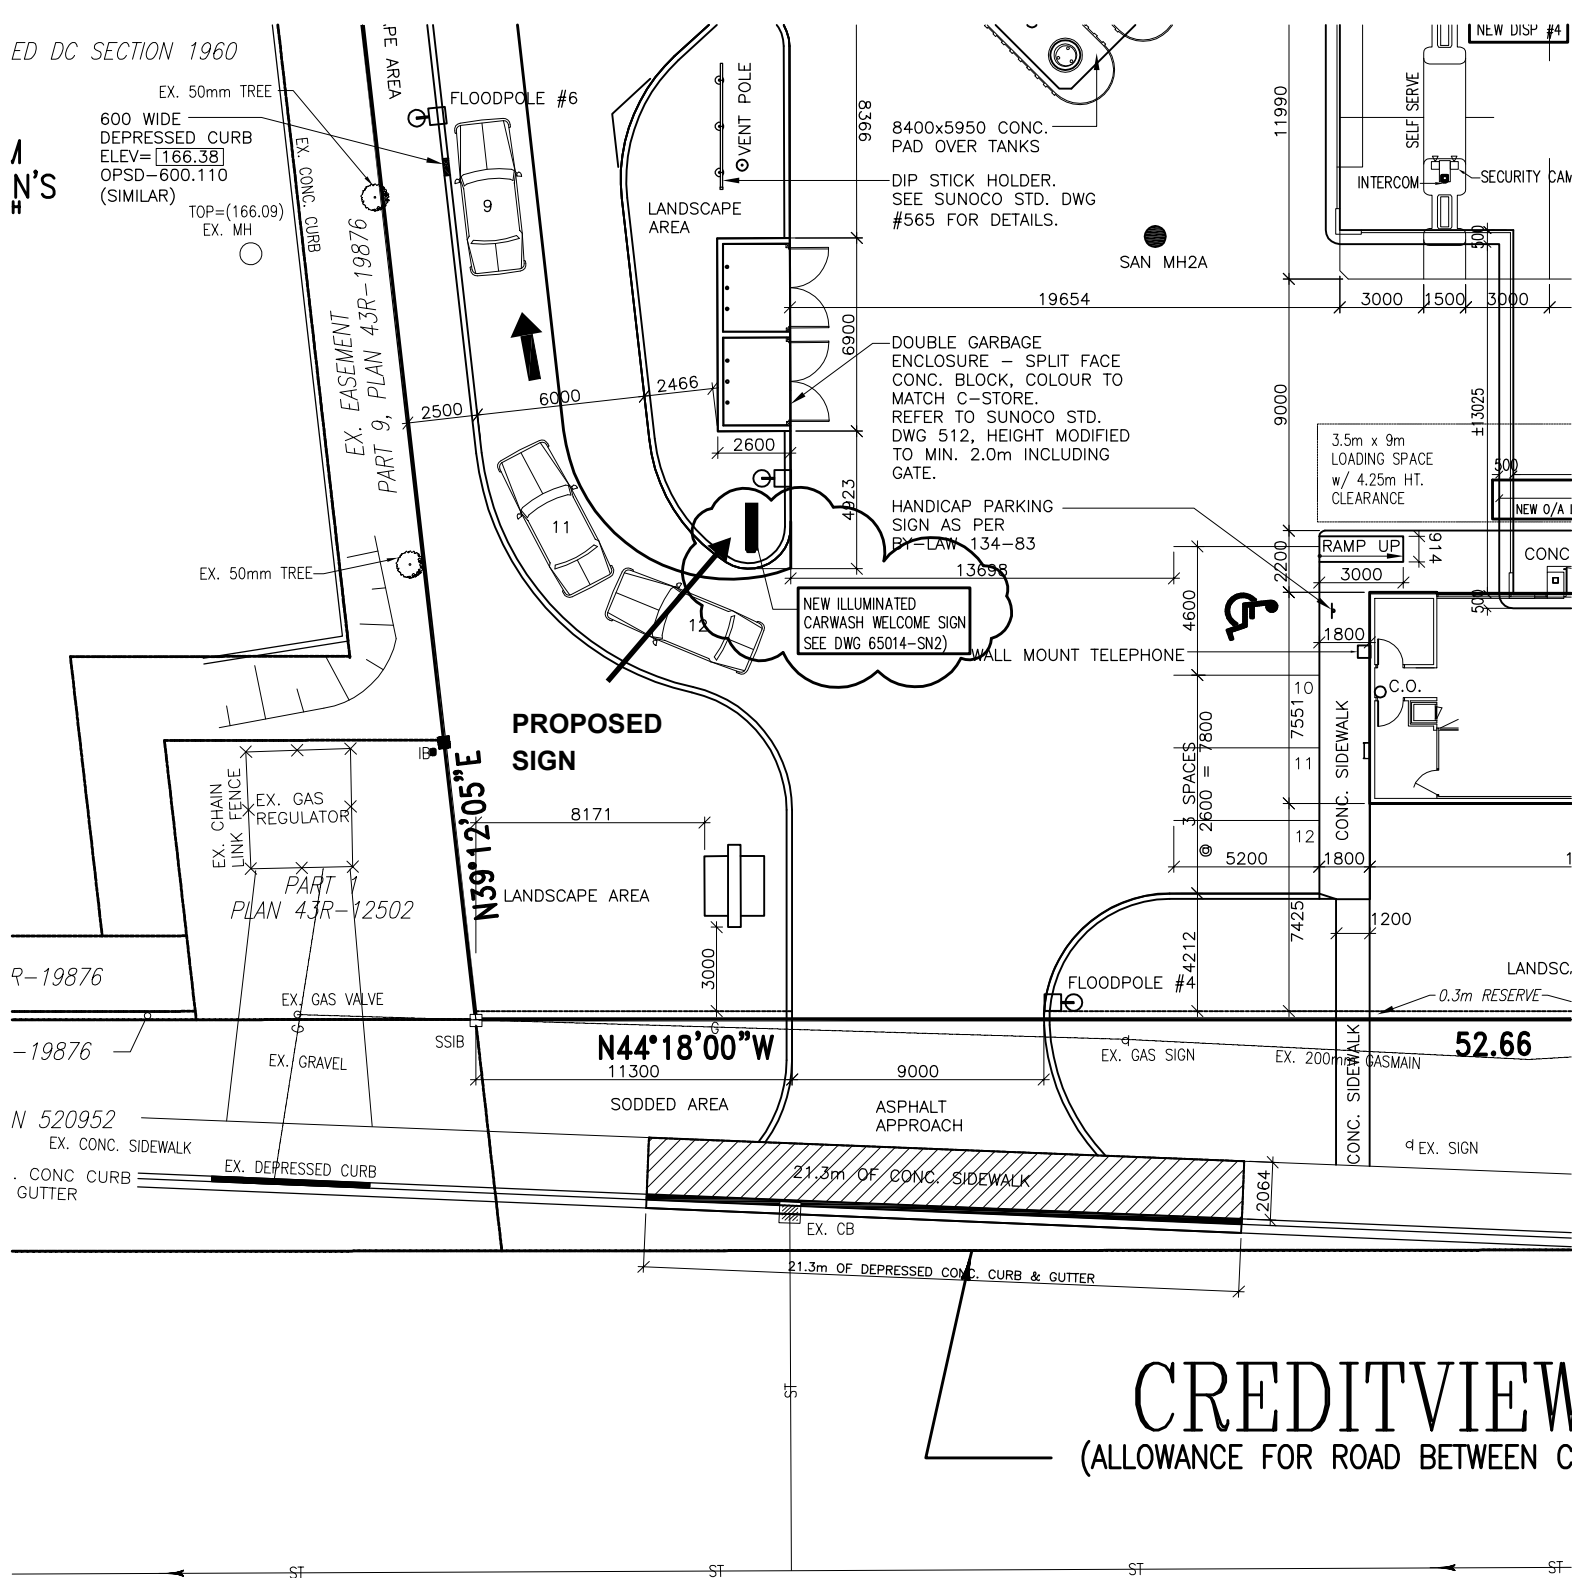 ED DC SECTION 1960
EX. 50mm TREE
600 WIDE
DEPRESSED CURB
ELEV= 166.38
OPSD-600.110
(SIMILAR)
N'S
H
TOP=(166.09)
EX. MH
EX. CONC. CURB
PE AREA
FLOODPOLE #6
9
EX. EASEMENT
PART 9, PLAN 43R-19876
VENT POLE
LANDSCAPE
AREA
8366
8400x5950 CONC.
PAD OVER TANKS
DIP STICK HOLDER.
SEE SUNOCO STD. DWG
#565 FOR DETAILS.
SAN MH2A
11990
SELF SERVE
NEW DISP #4
INTERCOM
SECURITY CAM
500
19654
3000
1500
3000
6900
DOUBLE GARBAGE
ENCLOSURE – SPLIT FACE
CONC. BLOCK, COLOUR TO
MATCH C-STORE.
REFER TO SUNOCO STD.
DWG 512, HEIGHT MODIFIED
TO MIN. 2.0m INCLUDING
GATE.
2500
6000
2466
2600
9000
±13025
3.5m x 9m
LOADING SPACE
w/ 4.25m HT.
CLEARANCE
500
NEW O/A
4923
HANDICAP PARKING
SIGN AS PER
BY-LAW 134-83
11
EX. 50mm TREE
13698
2200
RAMP UP
914
3000
CONC
500
4600
12
NEW ILLUMINATED
CARWASH WELCOME SIGN
SEE DWG 65014-SN2)
1800
WALL MOUNT TELEPHONE
C.O.
PROPOSED
SIGN
IB
N39°12'05"E
EX. CHAIN
LINK FENCE
EX. GAS
REGULATOR
10
7551
11
12
3 SPACES
@ 2600 = 7800
CONC. SIDEWALK
8171
5200
1800
1
PART 1
PLAN 43R-12502
LANDSCAPE AREA
3000
7425
4212
1200
R-19876
EX. GAS VALVE
G
FLOODPOLE #4
LANDSC
0.3m RESERVE
-19876
SSIB
G
N44°18'00"W
EX. GAS SIGN
EX. 200mm GASMAIN
52.66
EX. GRAVEL
11300
9000
CONC. SIDEWALK
SODDED AREA
ASPHALT
APPROACH
N 520952
EX. CONC. SIDEWALK
EX. SIGN
. CONC CURB
GUTTER
EX. DEPRESSED CURB
21.3m OF CONC. SIDEWALK
2064
EX. CB
21.3m OF DEPRESSED CONC. CURB & GUTTER
ST
CREDITVIEW
(ALLOWANCE FOR ROAD BETWEEN C
ST
ST
ST
ST